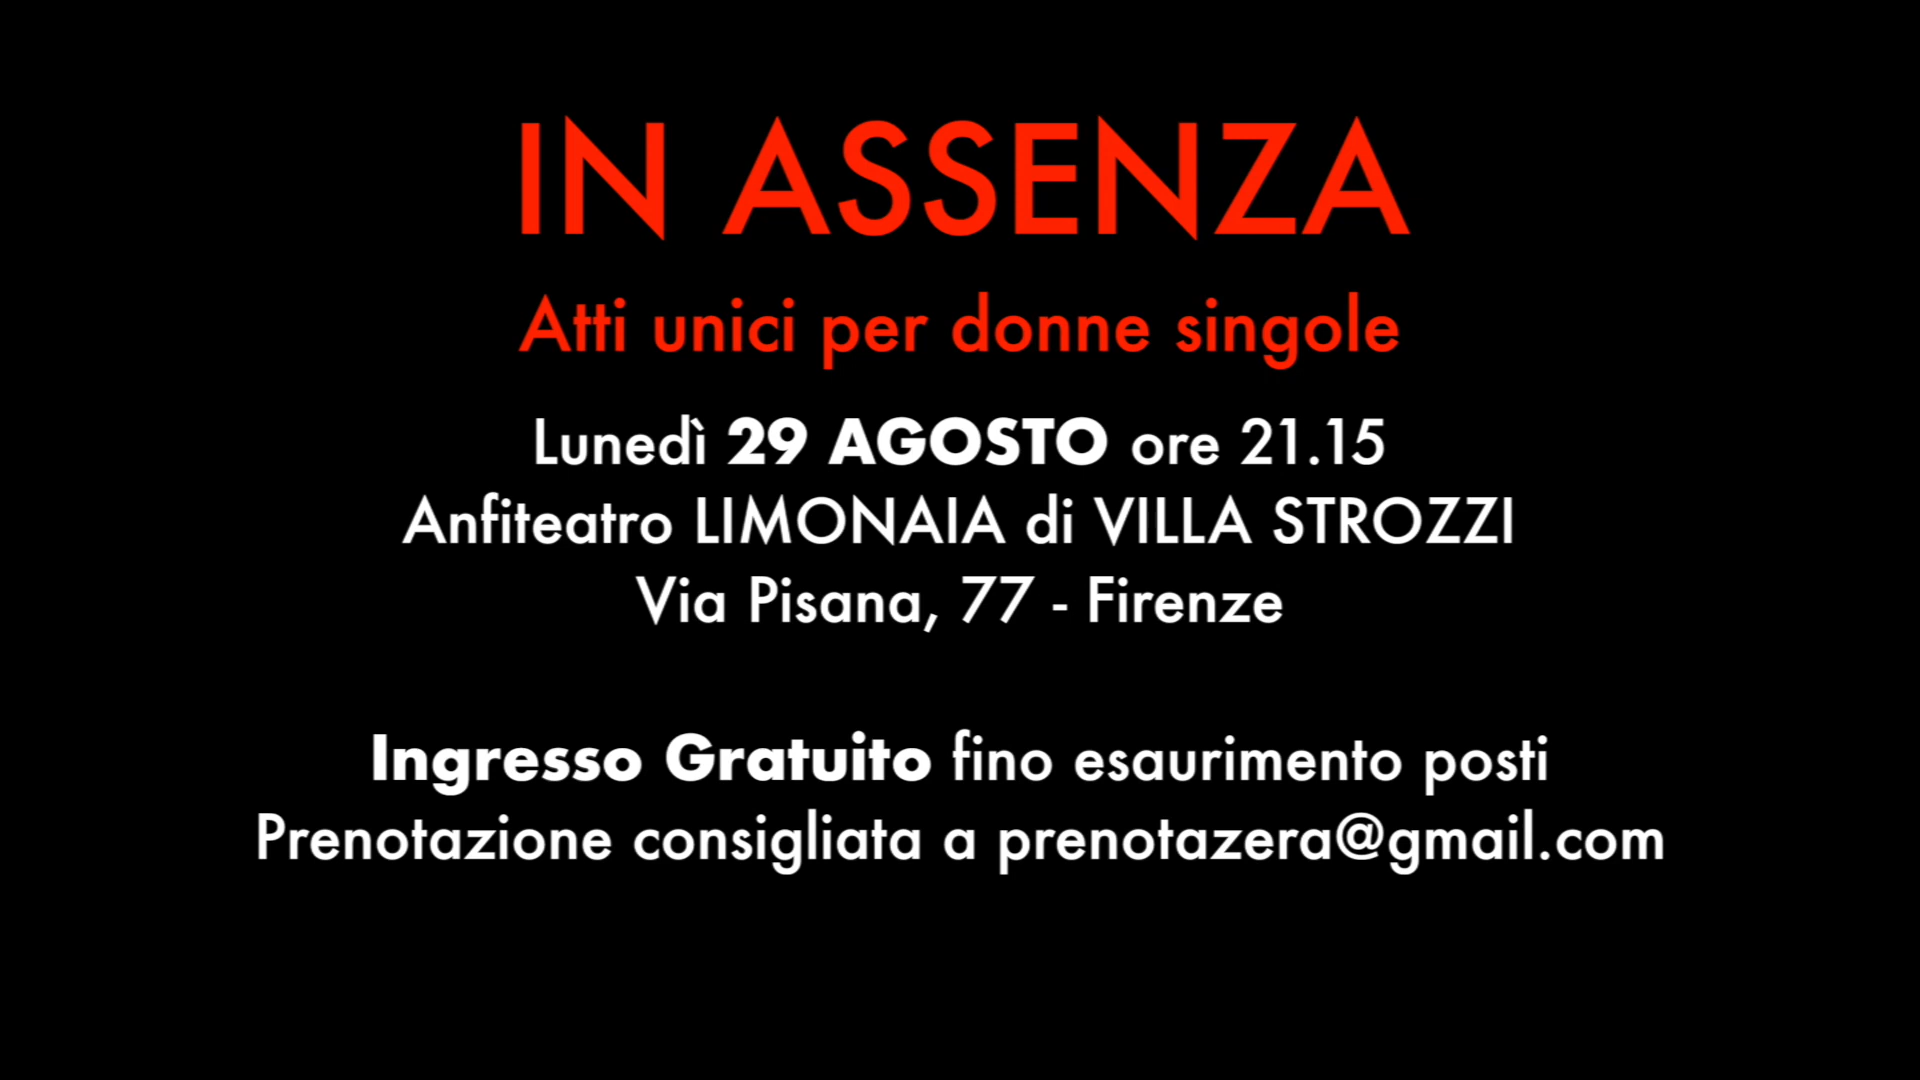 IN ASSENZA
Atti unici per donne singole
Lunedì 29 AGOSTO ore 21.15
Anfiteatro LIMONAIA di VILLA STROZZI
Via Pisana, 77 - Firenze
Ingresso Gratuito fino esaurimento posti
Prenotazione consigliata a prenotazera@gmail.com